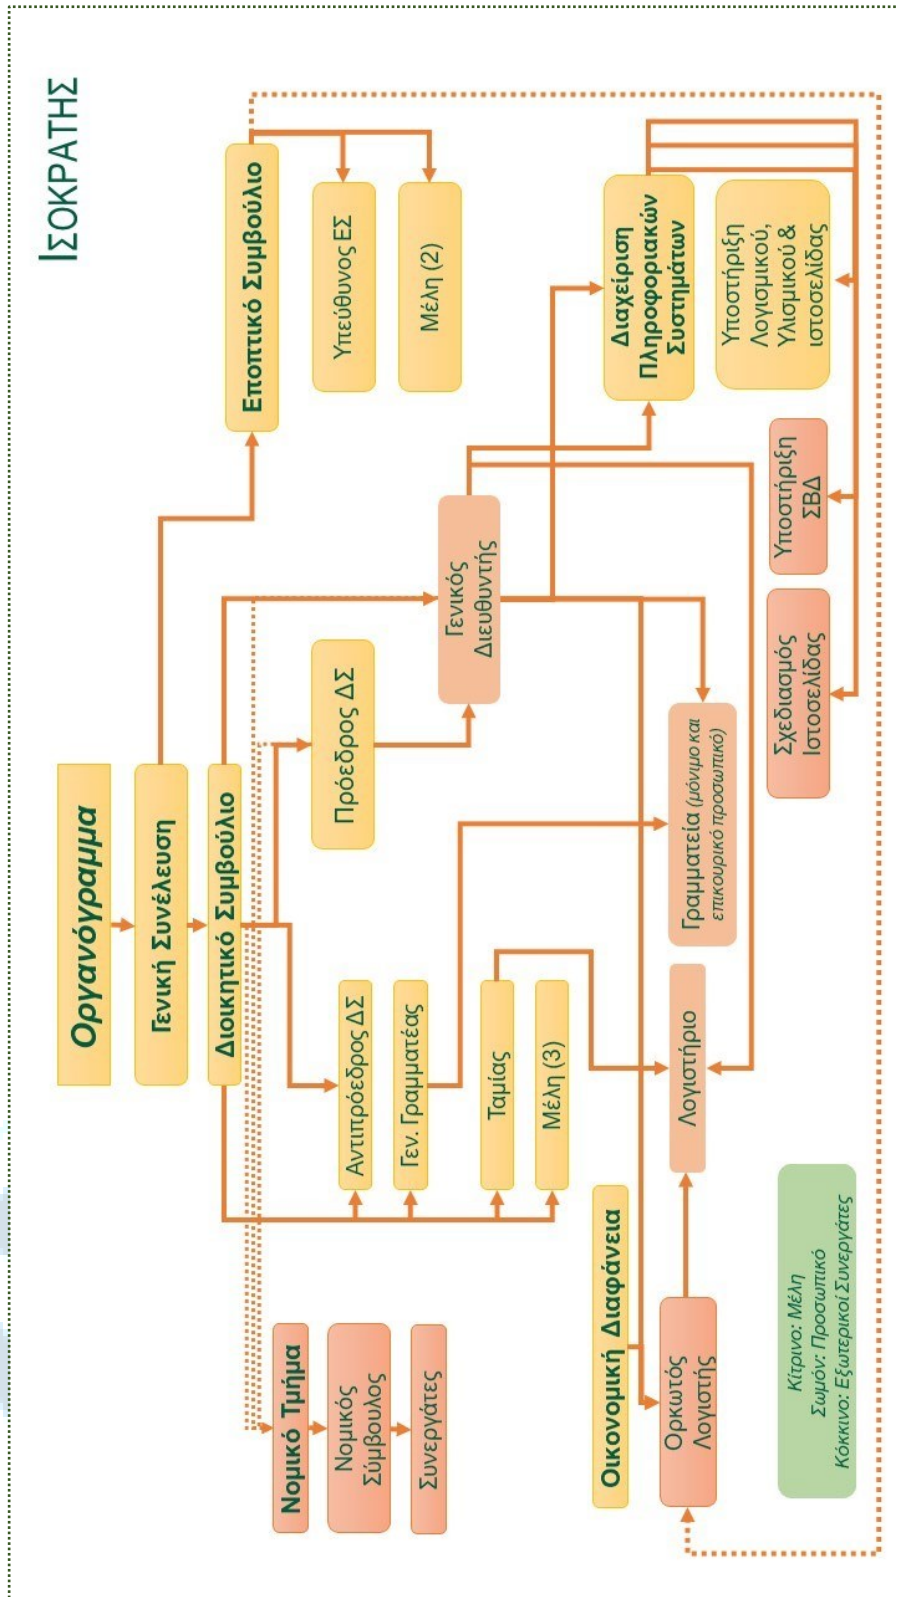 ΙΣΟΚΡΑΤΗΣ
Οργανόγραμμα
Γενική Συνέλευση
Διοικητικό Συμβούλιο
Εποπτικό Συμβούλιο
Υπεύθυνος ΕΣ
Μέλη (2)
Πρόεδρος ΔΣ
Αντιπρόεδρος ΔΣ
Γεν. Γραμματέας
Ταμίας
Μέλη (3)
Νομικό Τμήμα
Νομικός
Σύμβουλος
Συνεργάτες
Γενικός
Διευθυντής
Διαχείριση
Πληροφοριακών
Συστημάτων
Υποστήριξη
Λογισμικού,
Υλισμικού &
ιστοσελίδας
Υποστήριξη
ΣΒΔ
Σχεδιασμός
Ιστοσελίδας
Γραμματεία (μόνιμο και
επικουρικό προσωπικό)
Λογιστήριο
Οικονομική Διαφάνεια
Ορκωτός
Λογιστής
Κίτρινο: Μέλη
Σωμόν: Προσωπικό
Κόκκινο: Εξωτερικοί Συνεργάτες